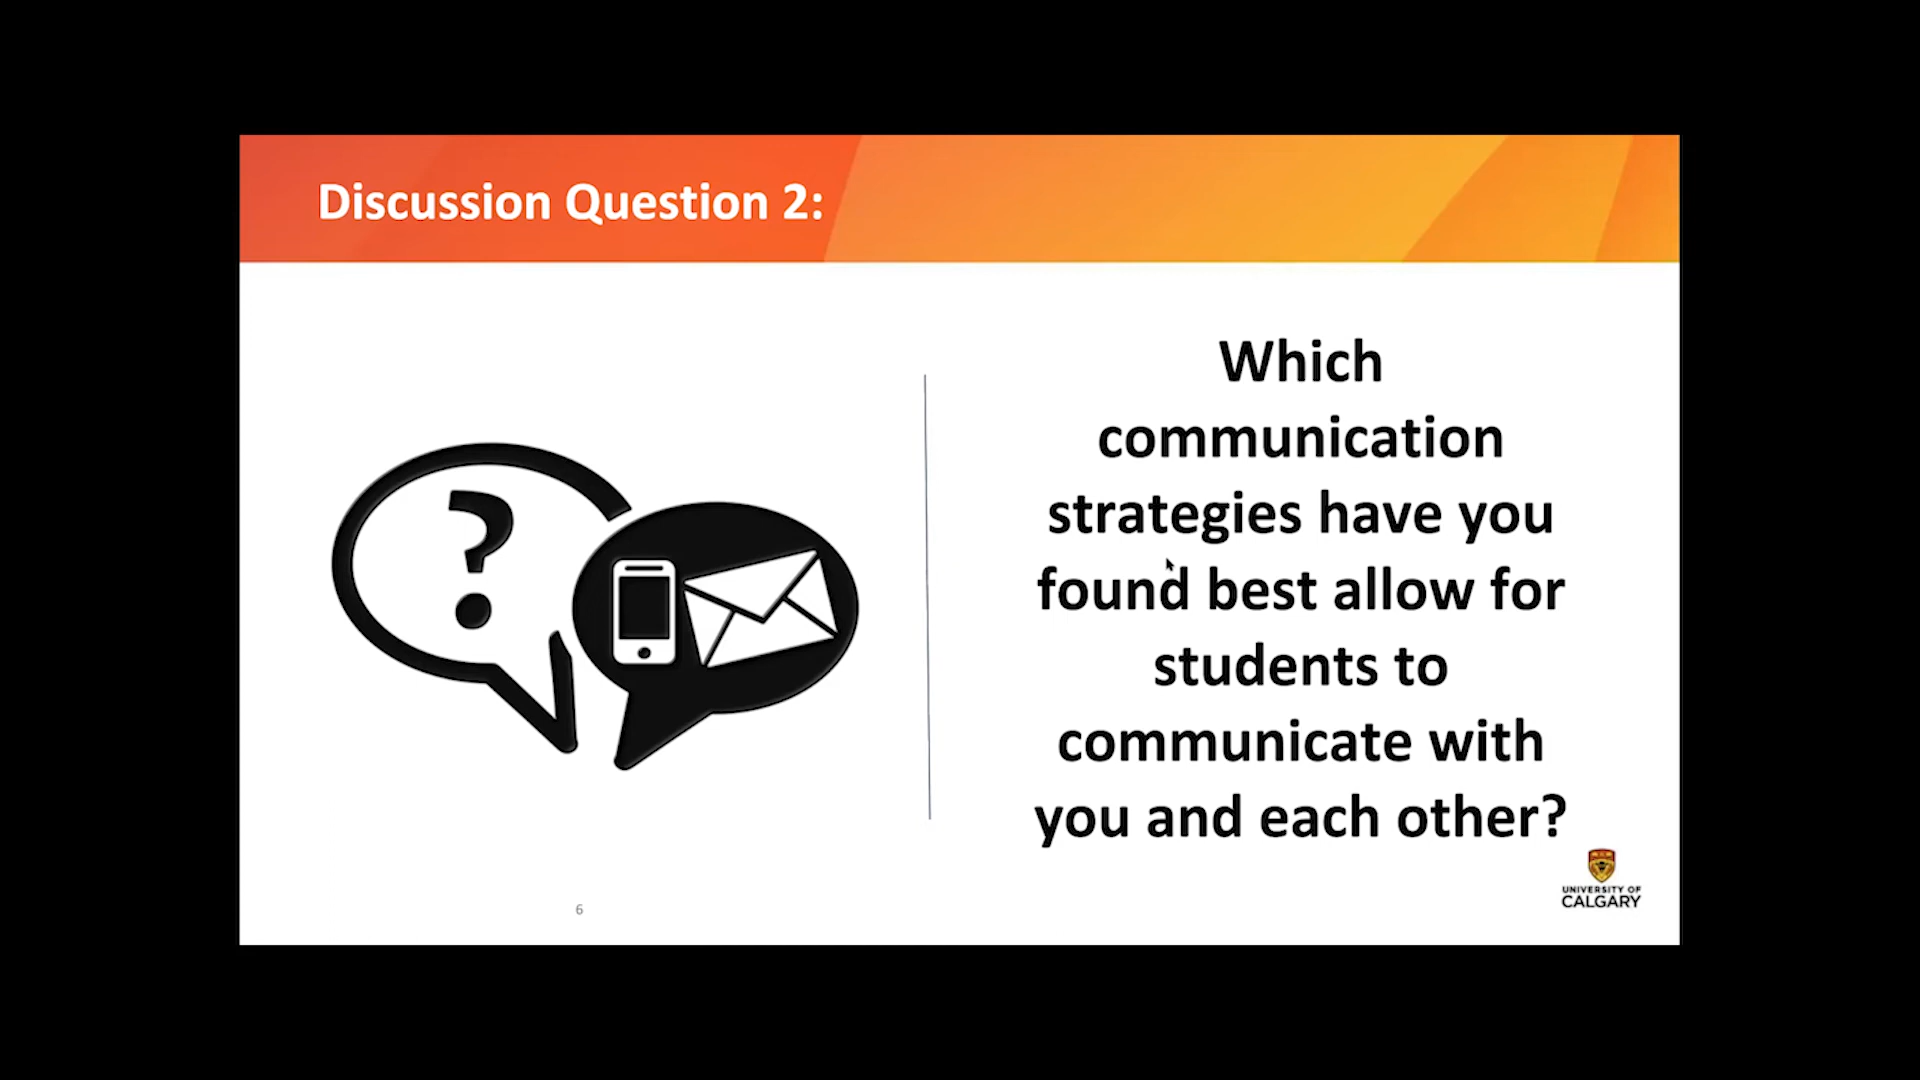 Discussion Question 2:
Which
communication
strategies have you
found best allow for
students to
communicate with
you and each other?
?
6
UNIVERSITY OF
CALGARY